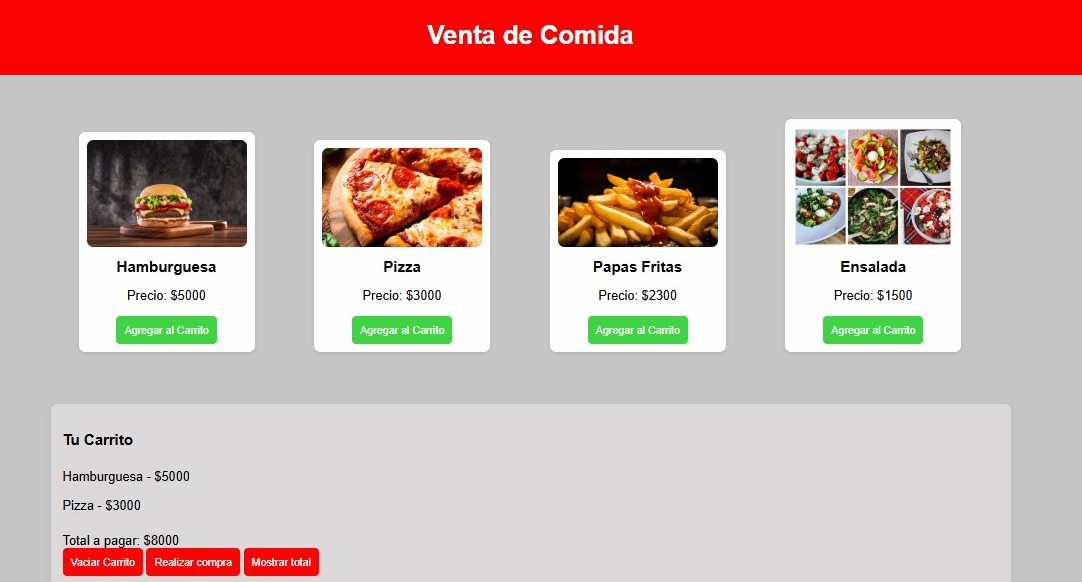 Venta de Comida
Hamburguesa
Precio: $5000
Agregar al Carrito
Pizza
Precio: $3000
Agregar al Carrito
Papas Fritas
Precio: $2300
Agregar al Carrito
Ensalada
Precio: $1500
Agregar al Carrito
Tu Carrito
Hamburguesa - $5000
Pizza - $3000
Total a pagar: $8000
Vaciar Carrito Realizar compra Mostrar total